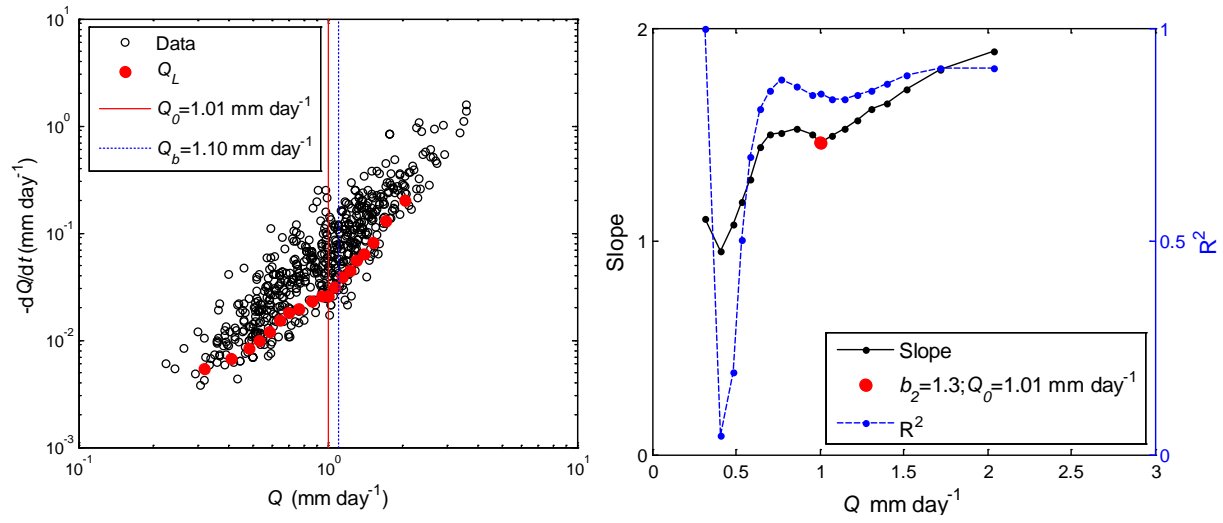 10^1
10^0
10^-1
10^-2
10^-3
10^-1
10^0
10^1
-dQ/dt (mm day^-1)
Q (mm day^-1)
Data
Q_L
Q_0=1.01 mm day^-1
Q_b=1.10 mm day^-1
2
1
0
Slope
0
0.5
1
1.5
2
2.5
3
Q mm day^-1
1
0.5
0
R^2
Slope
b_2=1.3;Q_0=1.01 mm day^-1
R^2